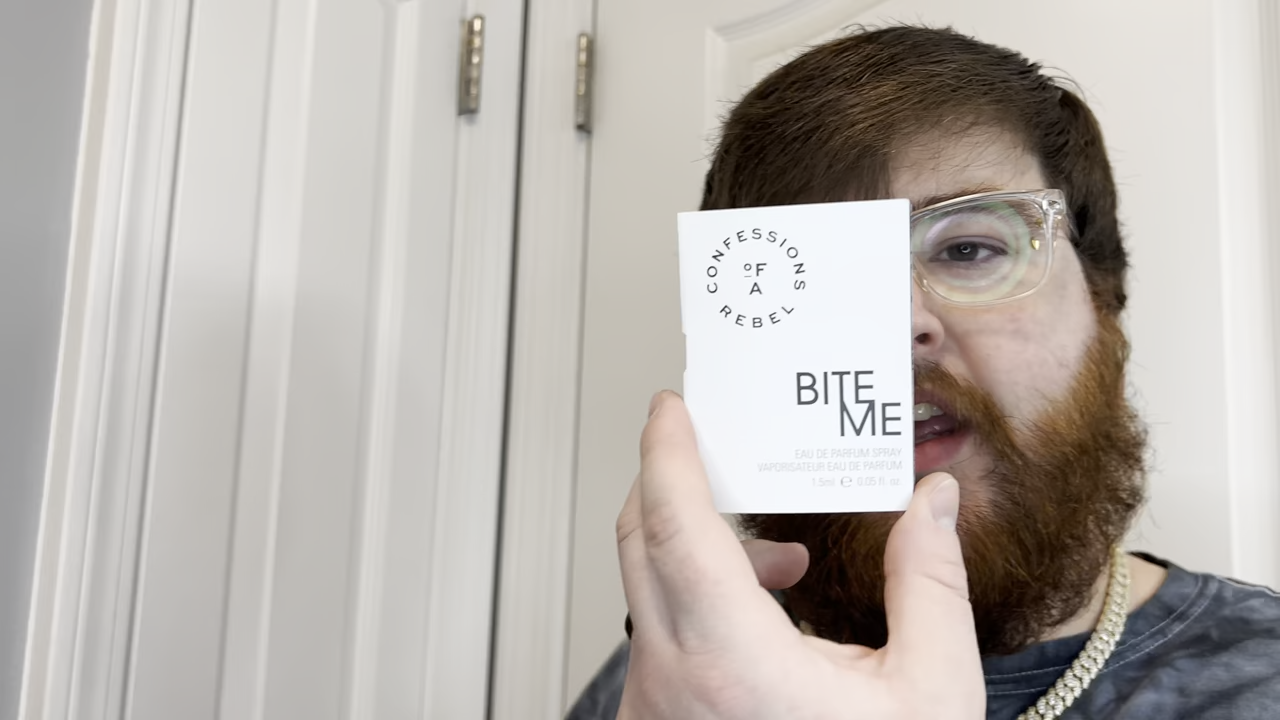 CONFESSIONS
OF
A
REBEL
BITE
ME
EAU DE PARFUM SPRAY
VAPORISATEUR EAU DE PARFUM
1.5ml ℮ 0.05 fl. oz.